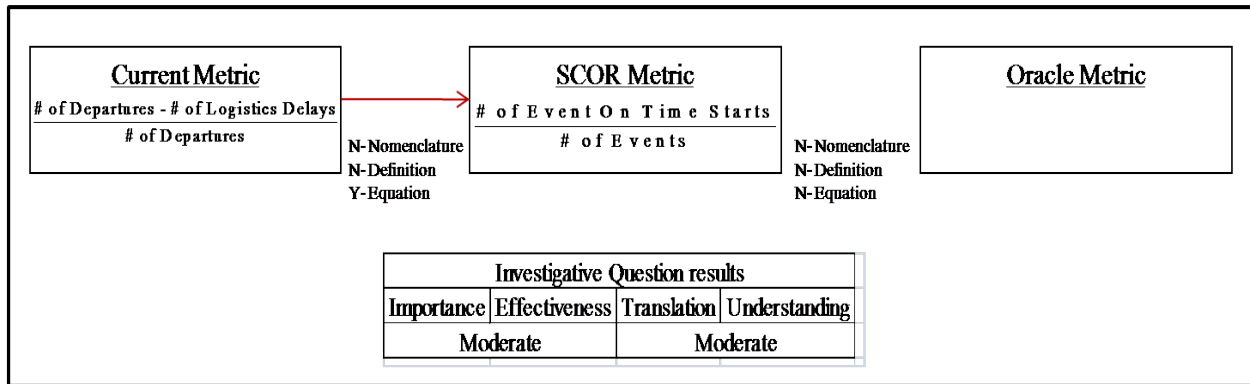 Current Metric
# of Departures - # of Logistics Delays
# of Departures
N-Nomenclature
N-Definition
Y-Equation
SCOR Metric
# of Event On Time Starts
# of Events
N-Nomenclature
N-Definition
N-Equation
Oracle Metric
Investigative Question results
Importance Effectiveness Translation Understanding
Moderate Moderate